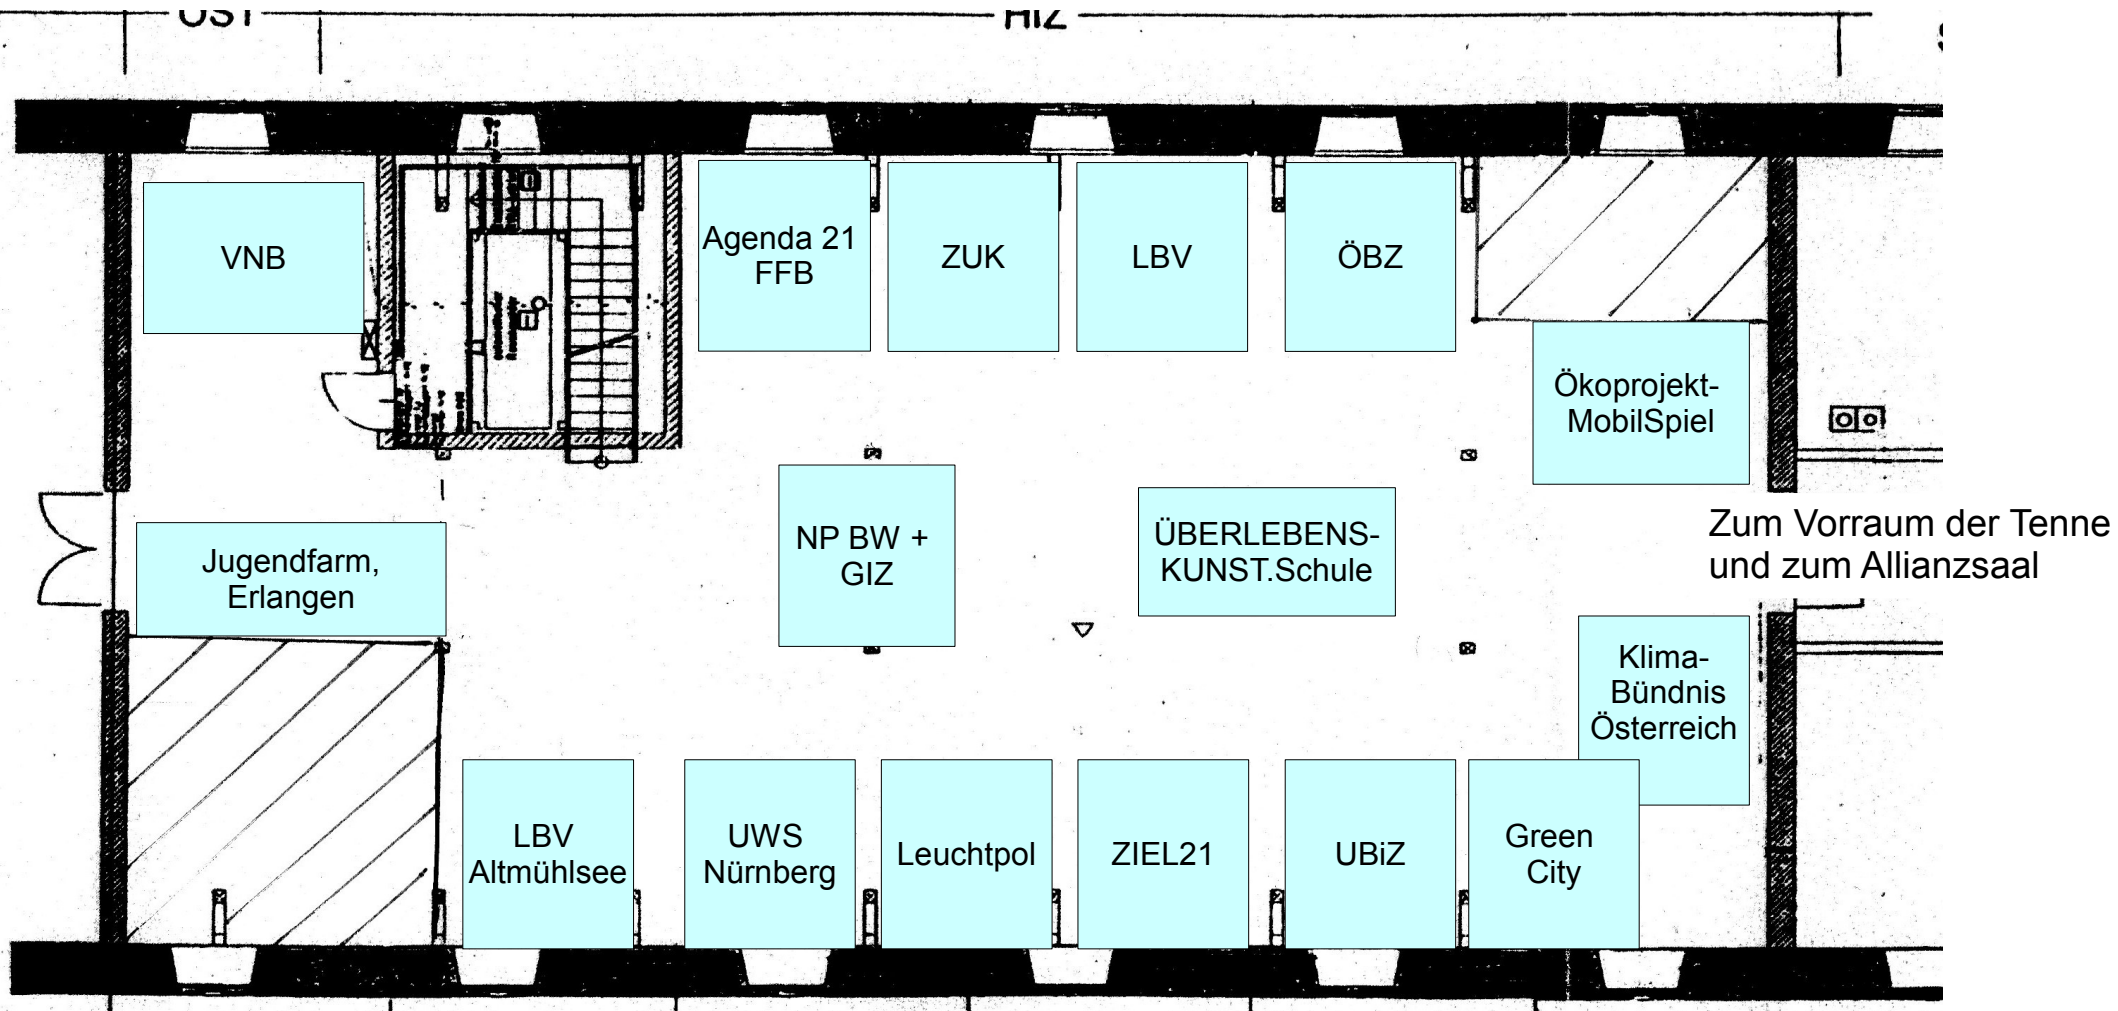 VNB
Agenda 21
FFB
ZUK
LBV
ÖBZ
Ökoprojekt-
MobilSpiel
Jugendfarm,
Erlangen
NP BW +
GIZ
ÜBERLEBENS-
KUNST.Schule
Zum Vorraum der Tenne
und zum Allianzsaal
Klima-
Bündnis
Österreich
LBV
Altmühlsee
UWS
Nürnberg
Leuchtpol
ZIEL21
UBiZ
Green
City